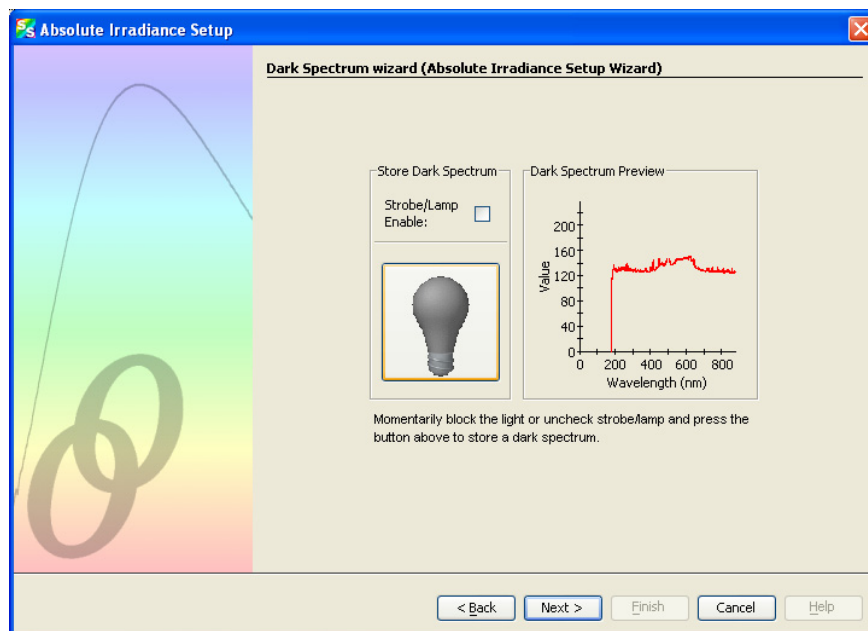 Absolute Irradiance Setup
Dark Spectrum wizard (Absolute Irradiance Setup Wizard)
Store Dark Spectrum
Strobe/Lamp
Enable:
Dark Spectrum Preview
Value
200
160
120
80
40
0
0 200 400 600 800
Wavelength (nm)
Momentarily block the light or uncheck strobe/lamp and press the
button above to store a dark spectrum.
< Back
Next >
Finish
Cancel
Help